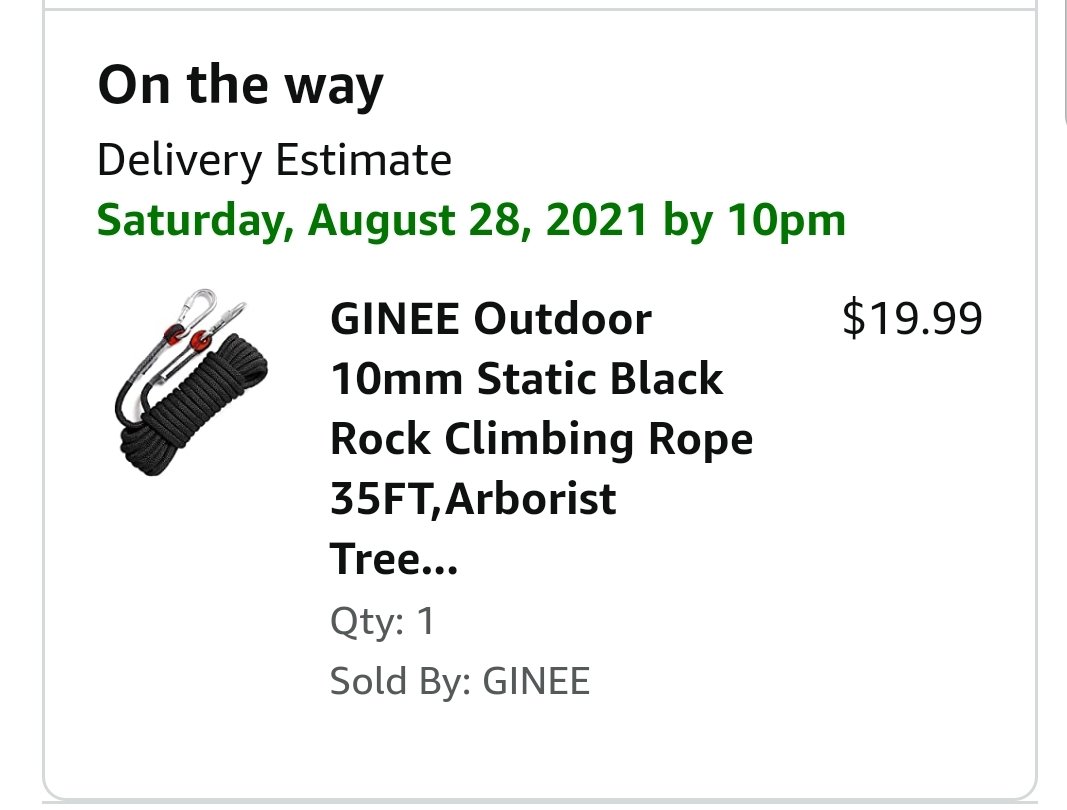 On the way
Delivery Estimate
Saturday, August 28, 2021 by 10pm
GINEE Outdoor
$19.99
10mm Static Black
Rock Climbing Rope
35FT,Arborist
Tree...
Qty: 1
Sold By: GINEE